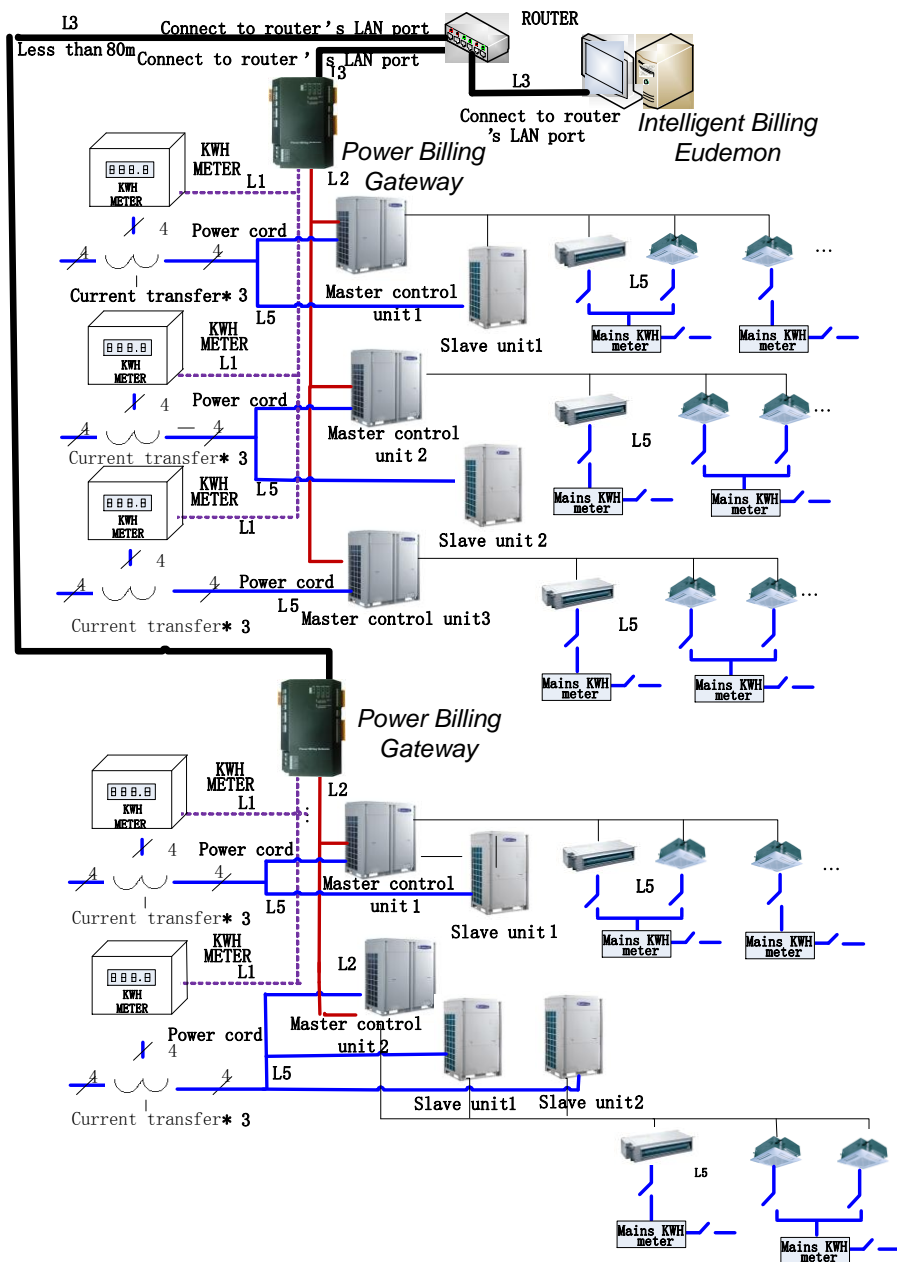 L3
Connect to router's LAN port
ROUTER
Less than 80m
Connect to router's LAN port
L3
L3
Connect to router
's LAN port
Intelligent Billing
Eudemon
KWH
METER
Power Billing
Gateway
888.8
KWH
METER
L1
L2
4
Power cord
4
4
...
Current transfer* 3
L5
Master control
unit1
L5
Slave unit1
Mains KWH
meter
Mains KWH
meter
KWH
METER
888.8
KWH
METER
L1
4
Power cord
4
4
...
Current transfer* 3
Master control
unit 2
L5
L5
Mains KWH
meter
Mains KWH
meter
KWH
METER
888.8
KWH
METER
L1
Slave unit 2
4
4
4
Power cord
...
L5
Master control unit3
L5
Current transfer* 3
Mains KWH
meter
Mains KWH
meter
Power Billing
Gateway
KWH
METER
888.8
KWH
METER
L1
L2
4
Power cord
4
4
...
Current transfer* 3
L5
Master control
unit 1
L5
Slave unit 1
Mains KWH
meter
Mains KWH
meter
KWH
METER
888.8
KWH
METER
L1
L2
4
Power cord
Master control
unit 2
4
4
L5
Current transfer* 3
Slave unit1
Slave unit2
L5
Mains KWH
meter
Mains KWH
meter